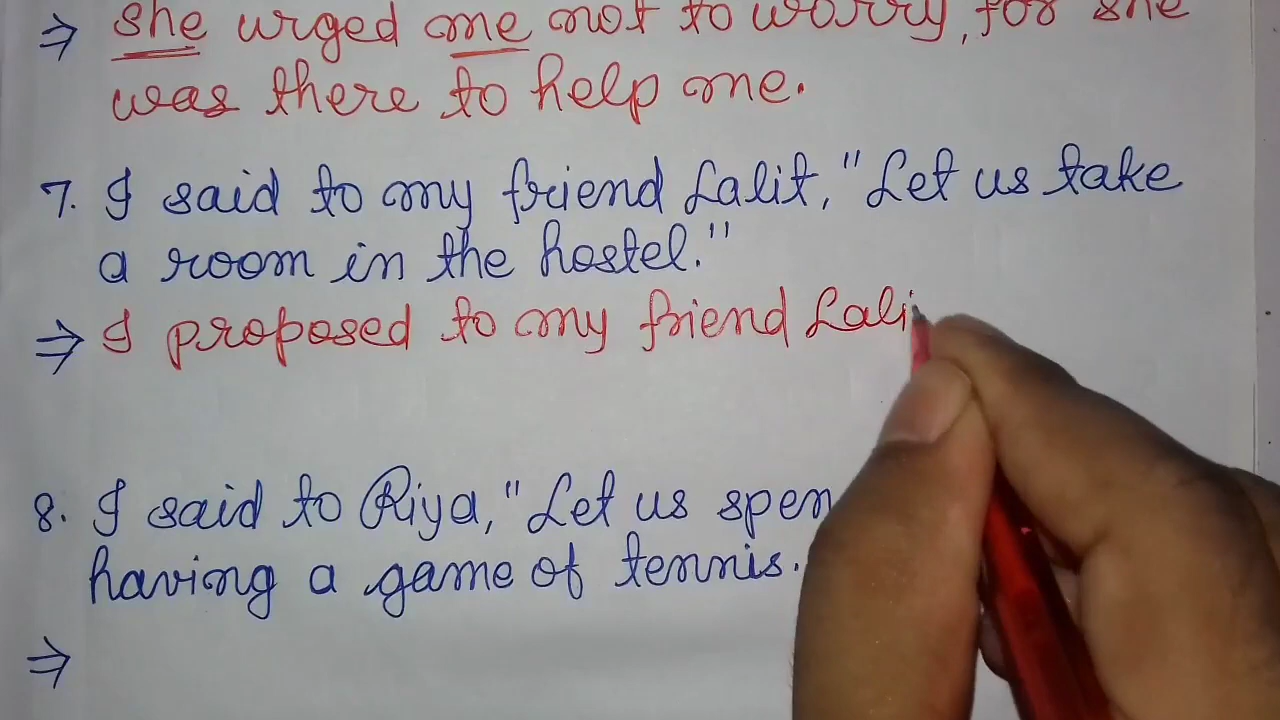 ⇒ she urged me not to worry, for she
was there to help me.
7. I said to my friend Lalit, "Let us take
a room in the hostel."
⇒ I proposed to my friend Lali
8. I said to Riya, "Let us spen
having a game of tennis.
⇒